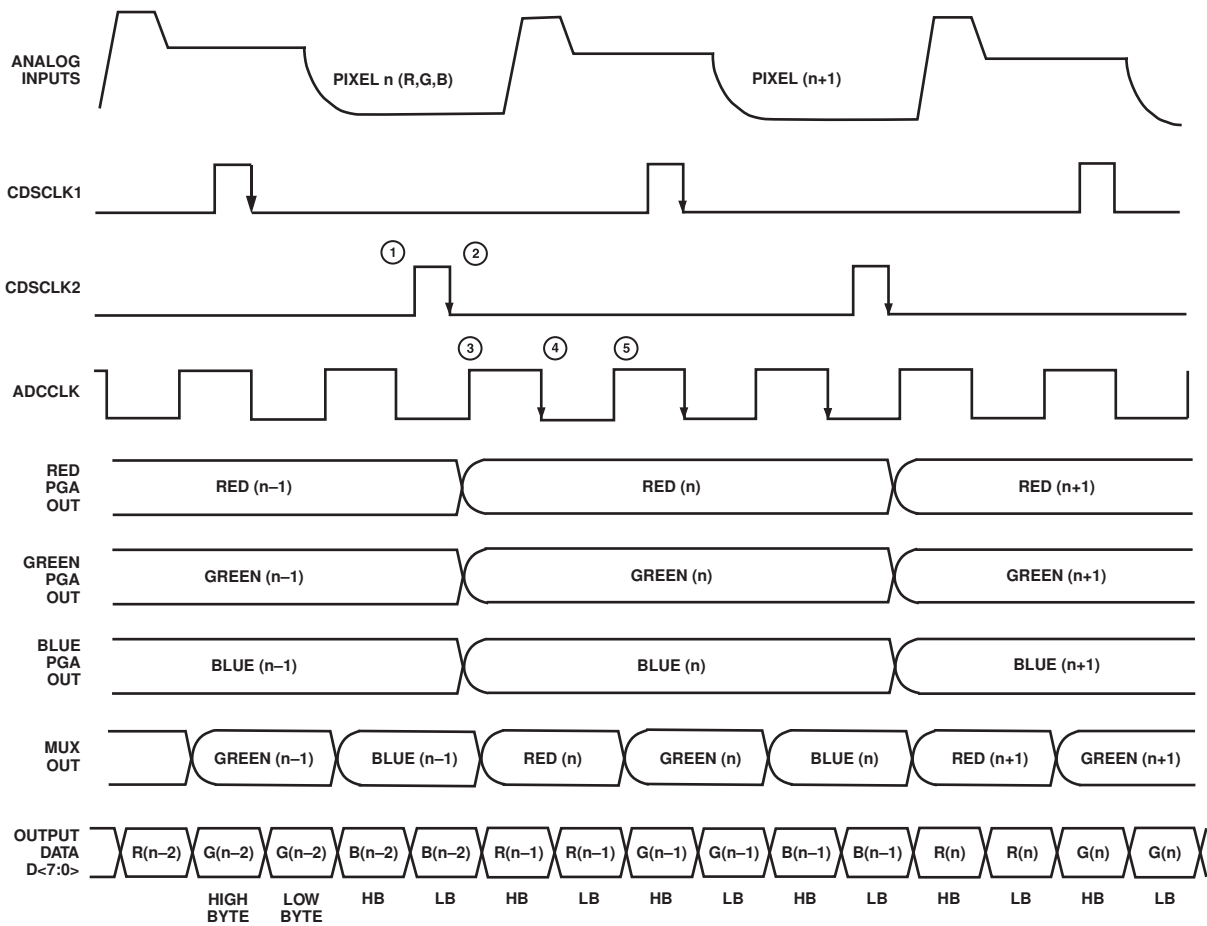 ANALOG
INPUTS
PIXEL n (R,G,B)
PIXEL (n+1)
CDSCLK1
CDSCLK2
1
2
ADCCLK
3
4
5
RED
PGA
OUT
RED (n–1)
RED (n)
RED (n+1)
GREEN
PGA
OUT
GREEN (n–1)
GREEN (n)
GREEN (n+1)
BLUE
PGA
OUT
BLUE (n–1)
BLUE (n)
BLUE (n+1)
MUX
OUT
GREEN (n–1)
BLUE (n–1)
RED (n)
GREEN (n)
BLUE (n)
RED (n+1)
GREEN (n+1)
OUTPUT
DATA
D<7:0>
R(n–2)
G(n–2)
G(n–2)
B(n–2)
B(n–2)
R(n–1)
R(n–1)
G(n–1)
G(n–1)
B(n–1)
B(n–1)
R(n)
R(n)
G(n)
G(n)
HIGH
BYTE
LOW
BYTE
HB
LB
HB
LB
HB
LB
HB
LB
HB
LB
HB
LB